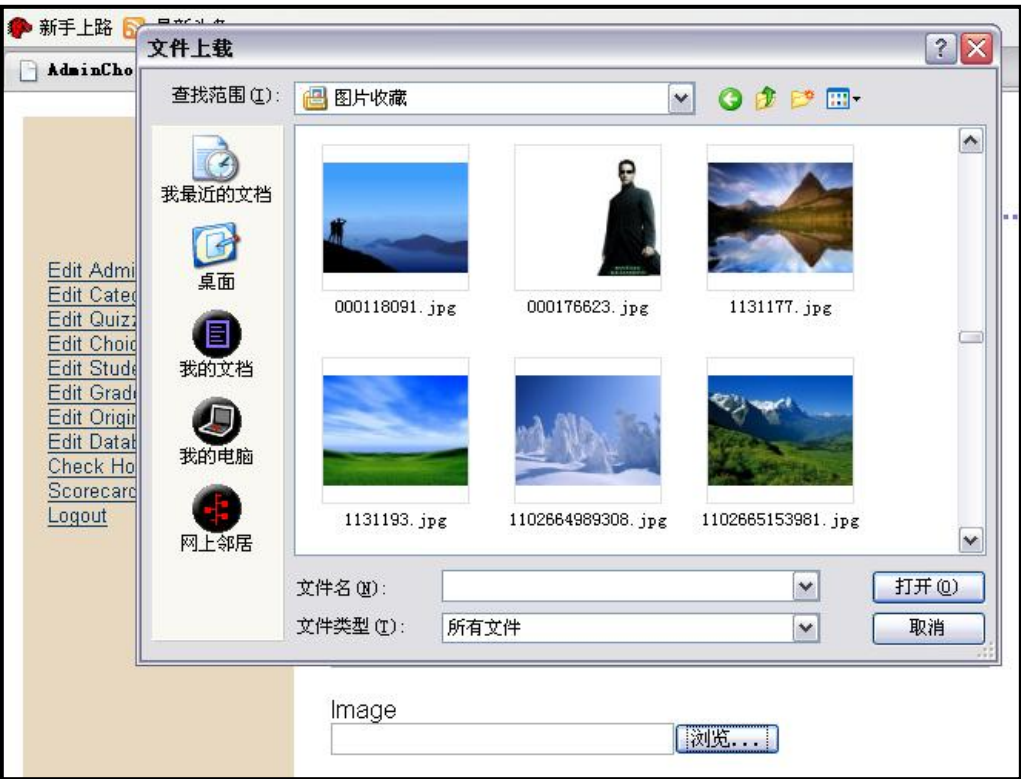 新手上路
文件上载
AdminCho
查找范围(I):
图片收藏
我最近的文档
桌面
我的文档
我的电脑
网上邻居
000118091.jpg
000176623.jpg
1131177.jpg
1131193.jpg
1102664989308.jpg
1102665153981.jpg
文件名(N):
打开(O)
文件类型(T):
所有文件
取消
Edit Admi
Edit Categ
Edit Quizz
Edit Choic
Edit Stude
Edit Grad
Edit Origin
Edit Datab
Check Ho
Scorecard
Logout
Image
浏览...